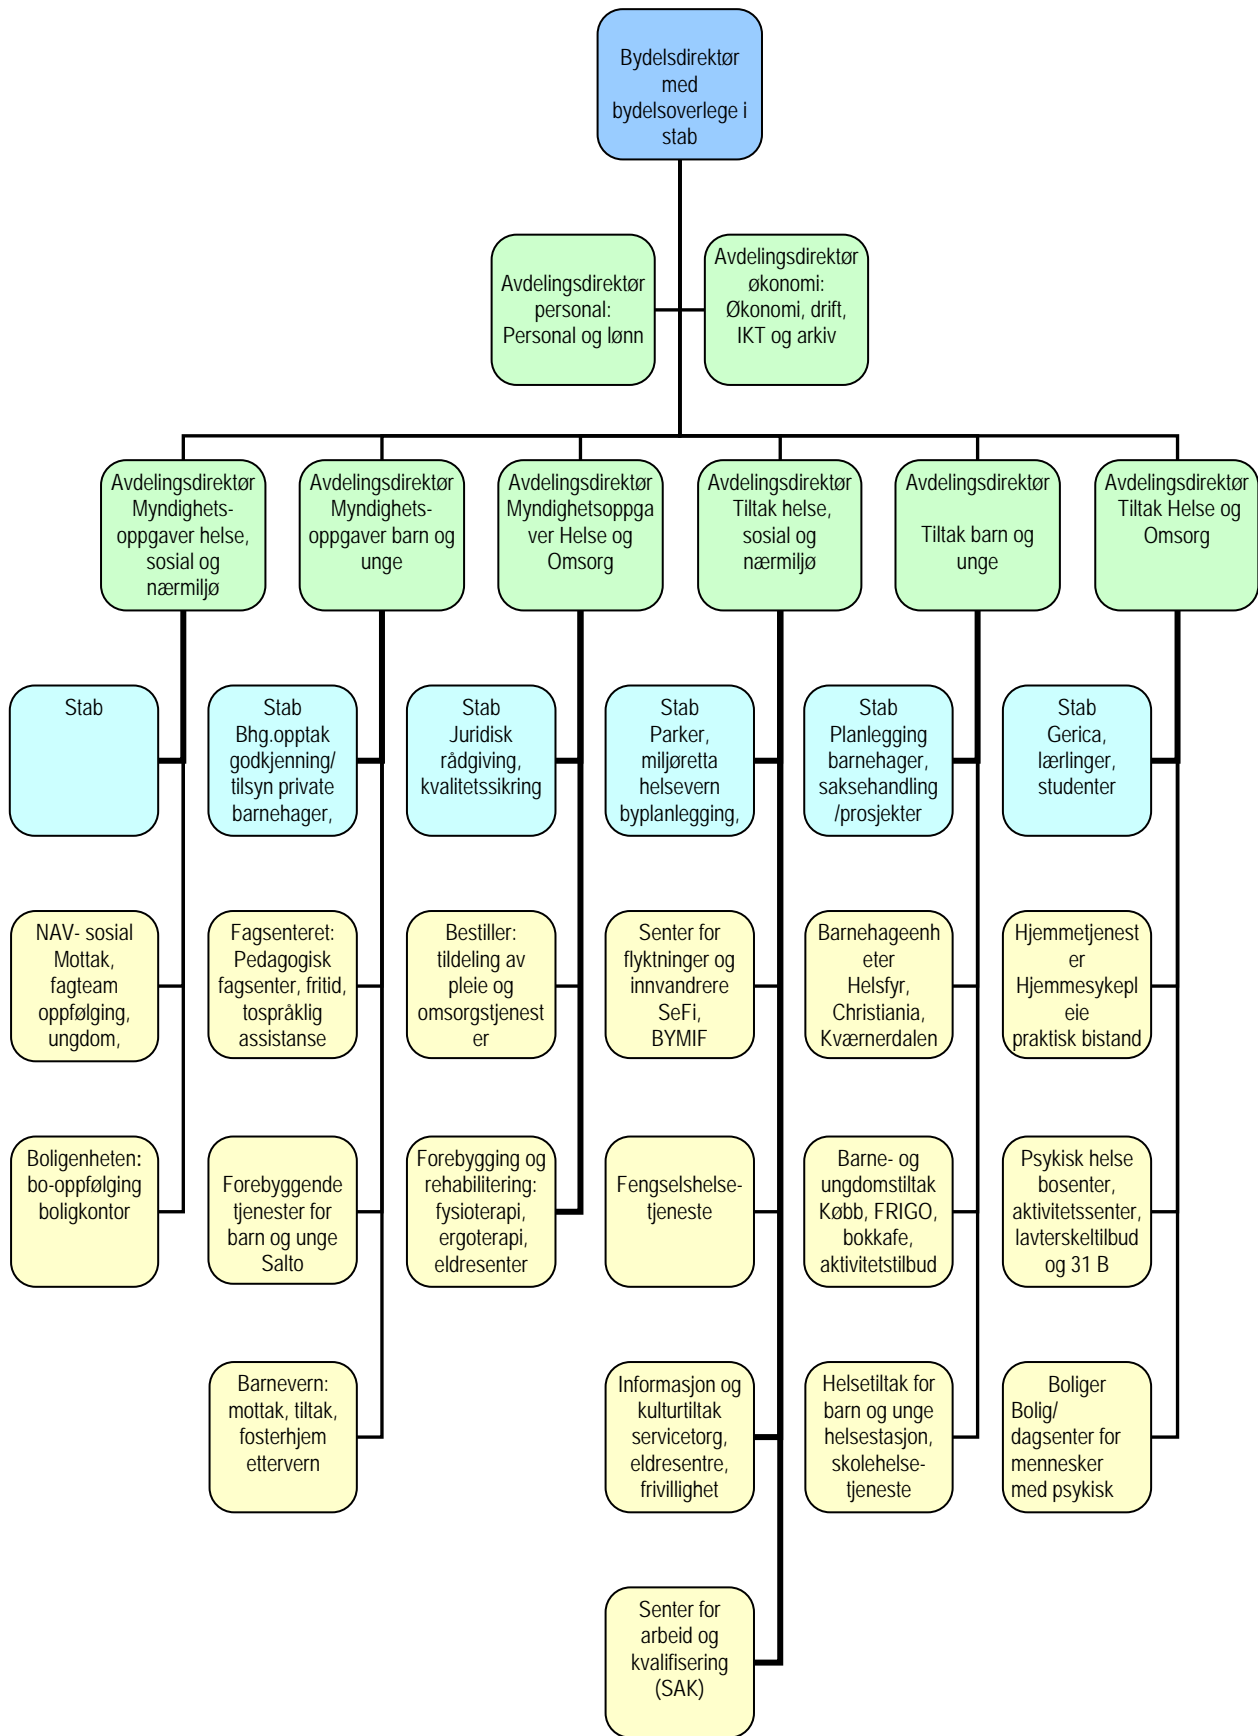 Bydelsdirektør
med
bydelsoverlege i
stab
Avdelingsdirektør
personal:
Personal og lønn
Avdelingsdirektør
økonomi:
Økonomi, drift,
IKT og arkiv
Avdelingsdirektør
Myndighets-
oppgaver helse,
sosial og
nærmiljø
Avdelingsdirektør
Myndighets-
oppgaver barn og
unge
Avdelingsdirektør
Myndighetsoppga
ver Helse og
Omsorg
Avdelingsdirektør
Tiltak helse,
sosial og
nærmiljø
Avdelingsdirektør
Tiltak barn og
unge
Avdelingsdirektør
Tiltak Helse og
Omsorg
Stab
Stab
Bhg.opptak
godkjenning/
tilsyn private
barnehager,
Stab
Juridisk
rådgiving,
kvalitetssikring
Stab
Parker,
miljøretta
helsevern
byplanlegging,
Stab
Planlegging
barnehager,
saksehandling
/prosjekter
Stab
Gerica,
lærlinger,
studenter
NAV- sosial
Mottak,
fagteam
oppfølging,
ungdom,
Fagsenteret:
Pedagogisk
fagsenter, fritid,
tospråklig
assistanse
Bestiller:
tildeling av
pleie og
omsorgstjenest
er
Senter for
flyktninger og
innvandrere
SeFi,
BYMIF
Barnehageenh
eter
Helsfyr,
Christiania,
Kværnerdalen
Hjemmetjenest
er
Hjemmesykepl
eie
praktisk bistand
Boligenheten:
bo-oppfølging
boligkontor
Forebyggende
tjenester for
barn og unge
Salto
Forebygging og
rehabilitering:
fysioterapi,
ergoterapi,
eldresenter
Fengselshelse-
tjeneste
Barne- og
ungdomstiltak
Købb, FRIGO,
bokkafe,
aktivitetstilbud
Psykisk helse
bosenter,
aktivitetssenter,
lavterskeltilbud
og 31 B
Barnevern:
mottak, tiltak,
fosterhjem
ettervern
Informasjon og
kulturtiltak
servicetorg,
eldresentre,
frivillighet
Helsetiltak for
barn og unge
helsestasjon,
skolehelse-
tjeneste
Boliger
Bolig/
dagsenter for
mennesker
med psykisk
Senter for
arbeid og
kvalifisering
(SAK)